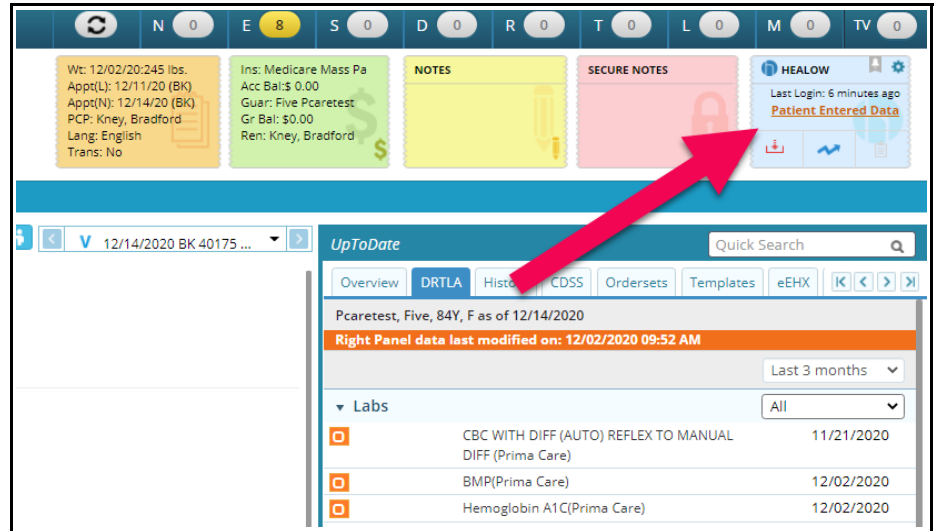 N 0 E 8 S 0 D 0 R 0 T 0 L 0 M 0 TV 0
Wt: 12/02/20:245 lbs.
Appt(L): 12/11/20 (BK)
Appt(N): 12/14/20 (BK)
PCP: Kney, Bradford
Lang: English
Trans: No
Ins: Medicare Mass Pa
Acc Bal:$ 0.00
Guar: Five Pcaretest
Gr Bal: $0.00
Ren: Kney, Bradford
NOTES
SECURE NOTES
HEALOW
Last Login: 6 minutes ago
Patient Entered Data
V 12/14/2020 BK 40175 ...
UpToDate Quick Search
Overview DRTLA CDSS Ordersets Templates eEHX
Pcaretest, Five, 84Y, F as of 12/14/2020
Right Panel data last modified on: 12/02/2020 09:52 AM
Last 3 months
Labs All
CBC WITH DIFF (AUTO) REFLEX TO MANUAL 11/21/2020
DIFF (Prima Care)
BMP(Prima Care) 12/02/2020
Hemoglobin A1C(Prima Care) 12/02/2020